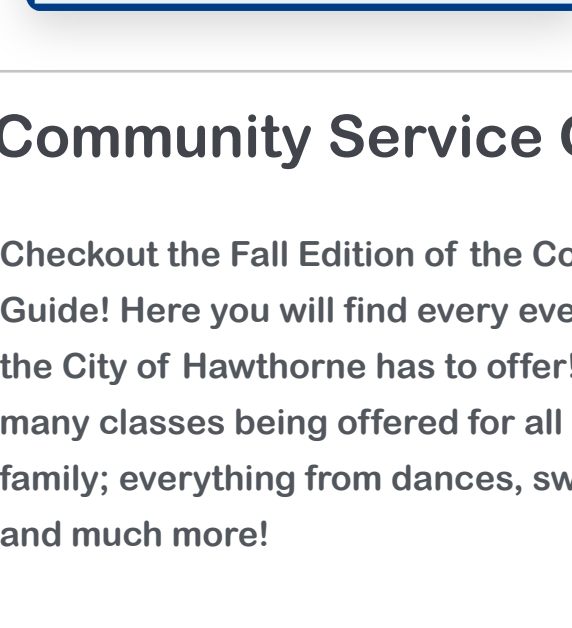 Community Service
Checkout the Fall Edition of the
Guide! Here you will find every
the City of Hawthorne has to offer!
many classes being offered for all
family; everything from dances,
and much more!